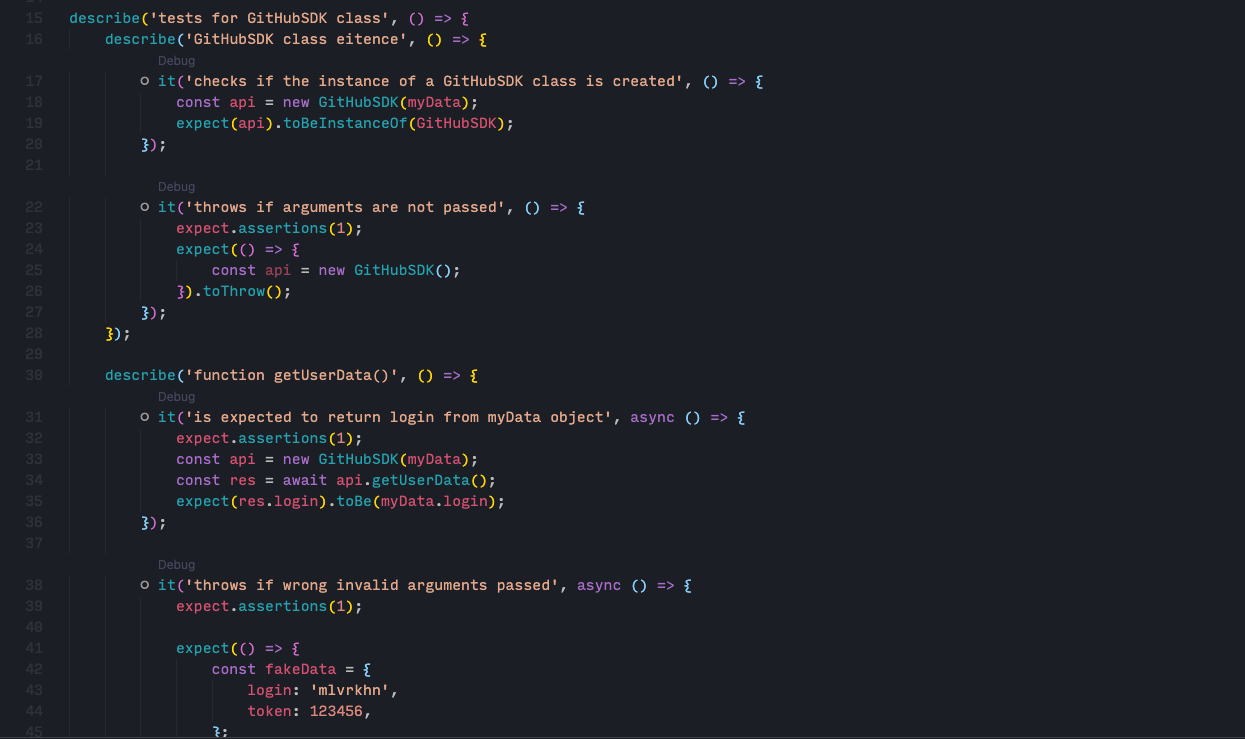 15 describe('tests for GitHubSDK class', () => {
16 describe('GitHubSDK class eitence', () => {
Debug
17 it('checks if the instance of a GitHubSDK class is created', () => {
18 const api = new GitHubSDK(myData);
19 expect(api).toBeInstanceOf(GitHubSDK);
20 });
21
Debug
22 it('throws if arguments are not passed', () => {
23 expect.assertions(1);
24 expect(() => {
25 const api = new GitHubSDK();
26 }).toThrow();
27 });
28 });
29
30 describe('function getUserData()', () => {
Debug
31 it('is expected to return login from myData object', async () => {
32 expect.assertions(1);
33 const api = new GitHubSDK(myData);
34 const res = await api.getUserData();
35 expect(res.login).toBe(myData.login);
36 });
37
Debug
38 it('throws if wrong invalid arguments passed', async () => {
39 expect.assertions(1);
40
41 expect(() => {
42 const fakeData = {
43 login: 'mlvrkhn',
44 token: 123456,
45 };